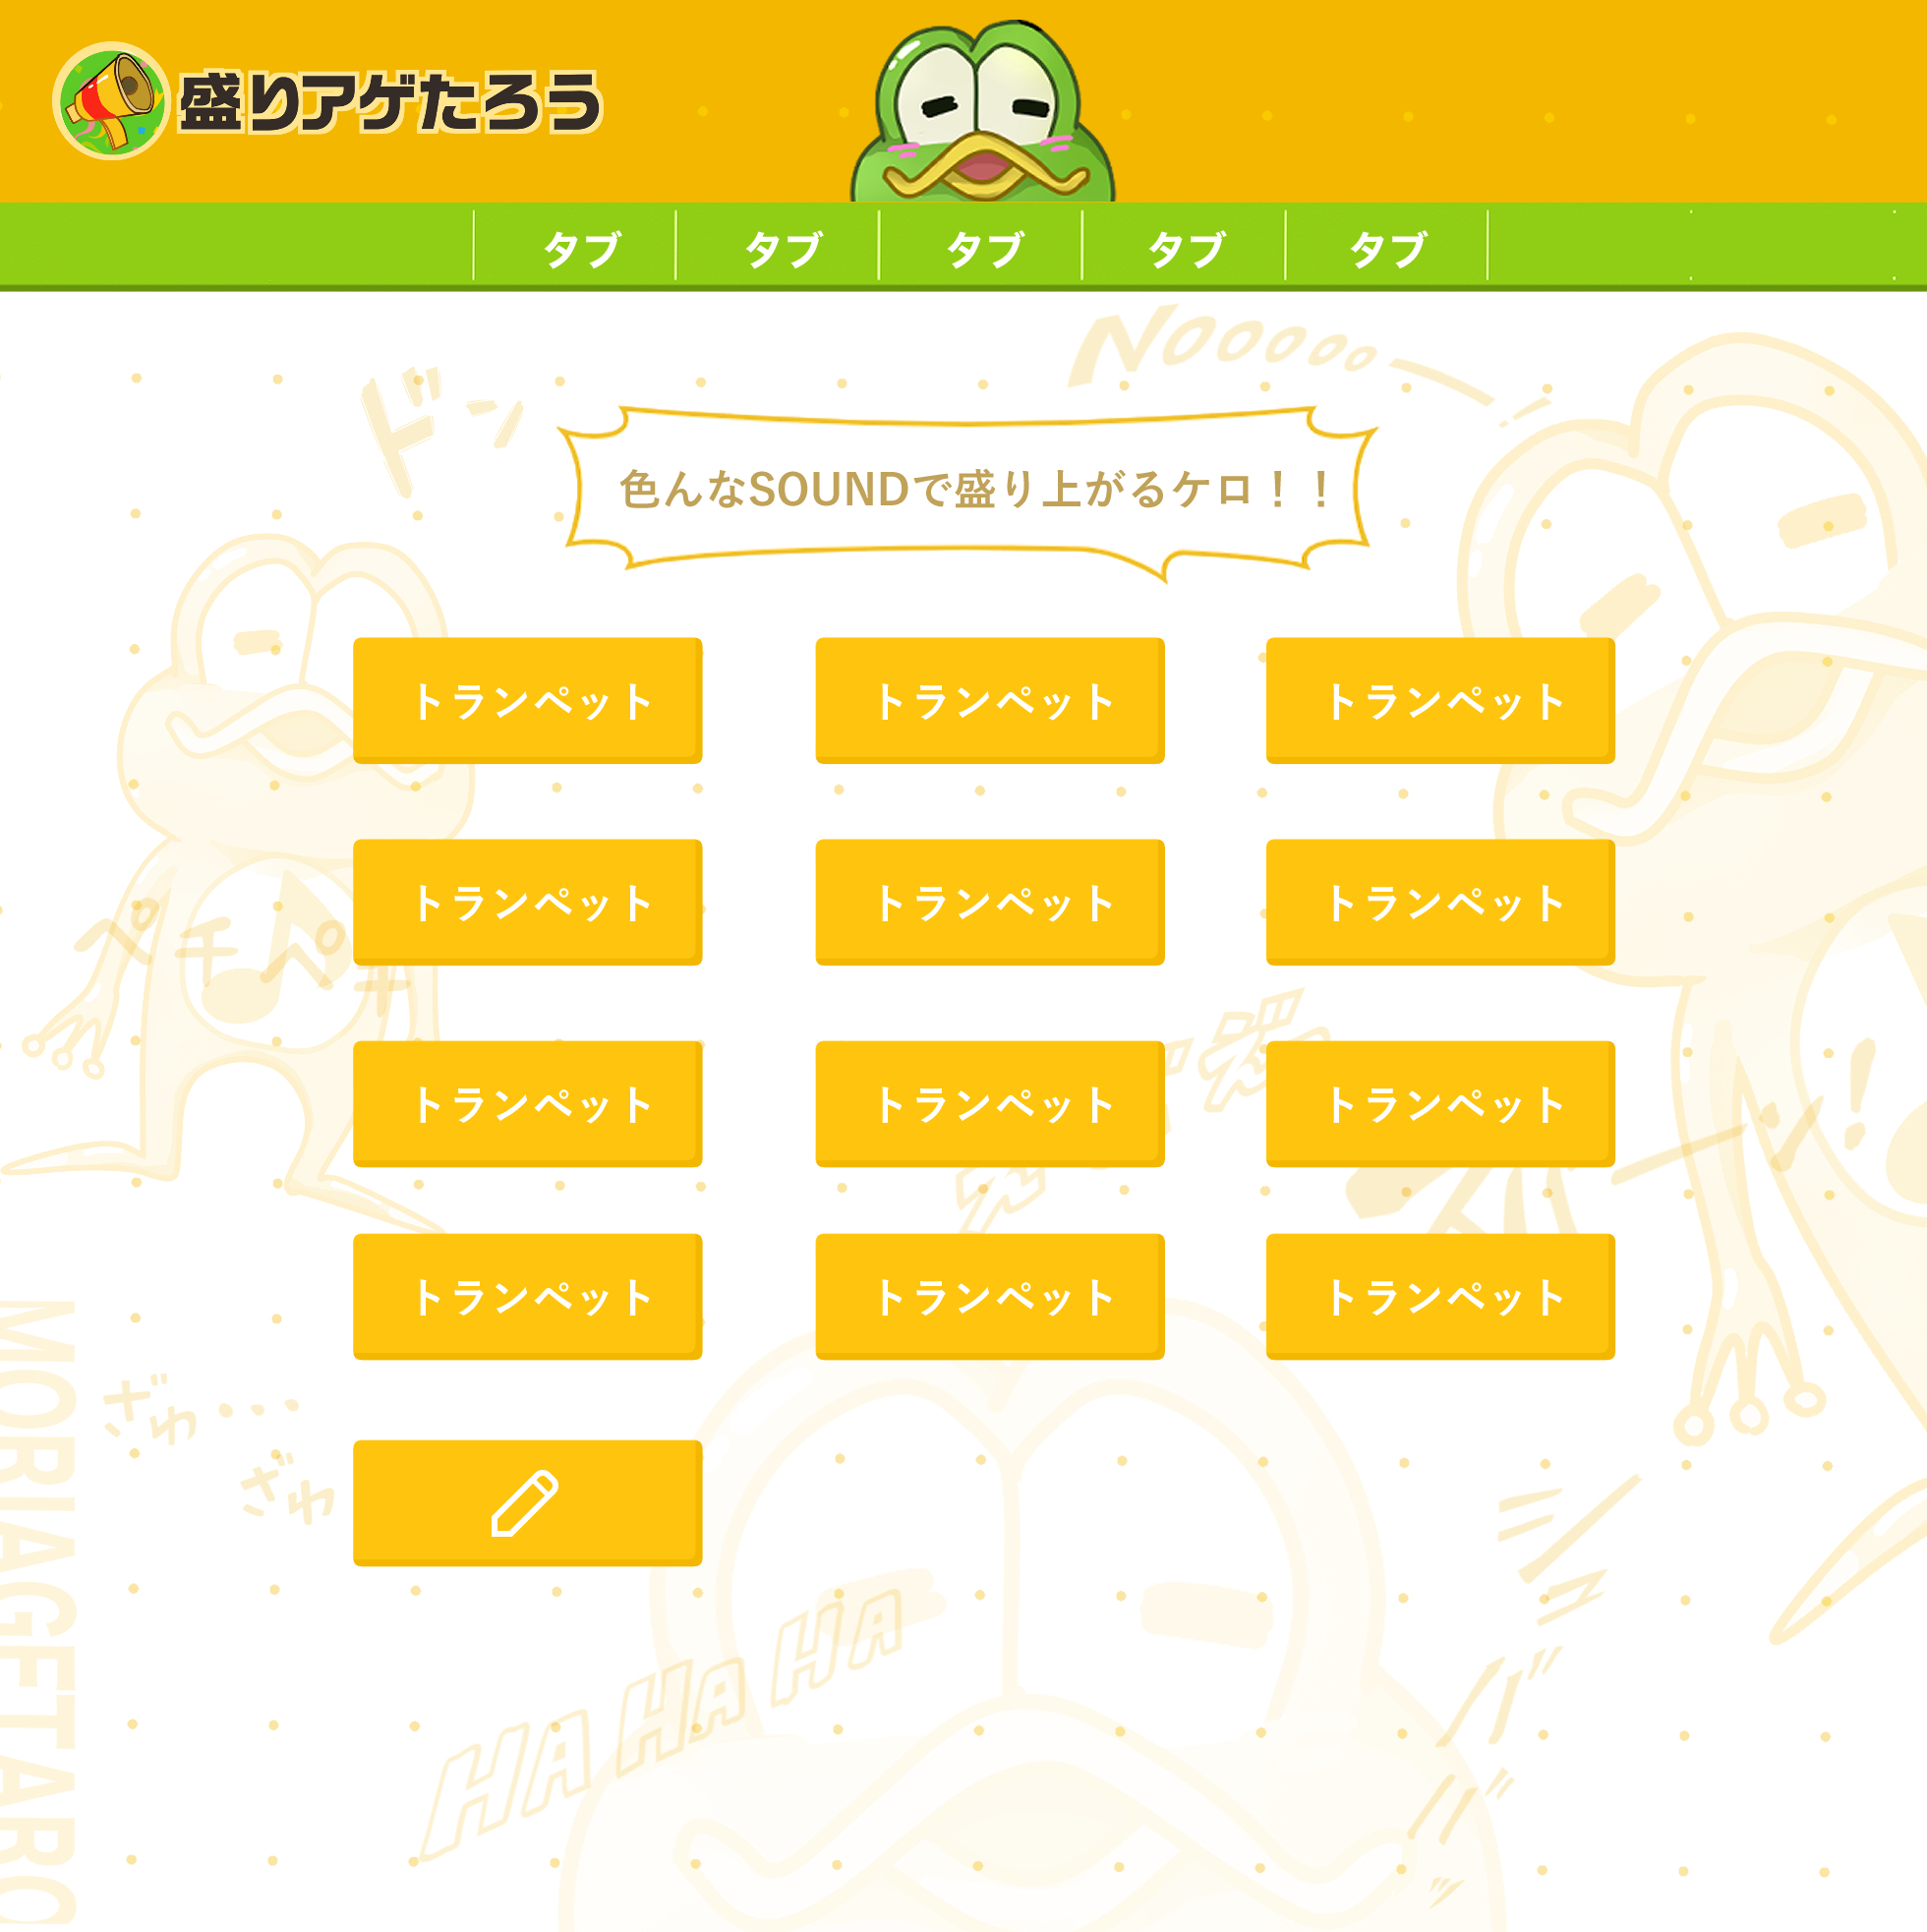 盛りアゲたろう
タブ タブ タブ タブ タブ
NOOOOO
ドーン
色んなSOUNDで盛り上がるケロ！！
トランペット トランペット トランペット
トランペット トランペット トランペット
ペチペチ
トランペット トランペット トランペット
トランペット トランペット トランペット
ざわ・・・
ざわ
HA HA HA HA
MORIAGETARO